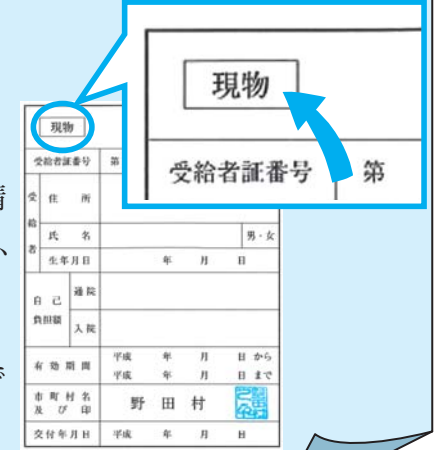 現物
受給者証番号 第
現物
受給者証番号 第
受給者
住所
氏名 男・女
生年月日 年 月 日
自己負担額
通院
入院
有効期間 平成 年 月 日 から
平成 年 月 日 まで
市町村名及び印 野田村
交付年月日 平成 年 月 日
、